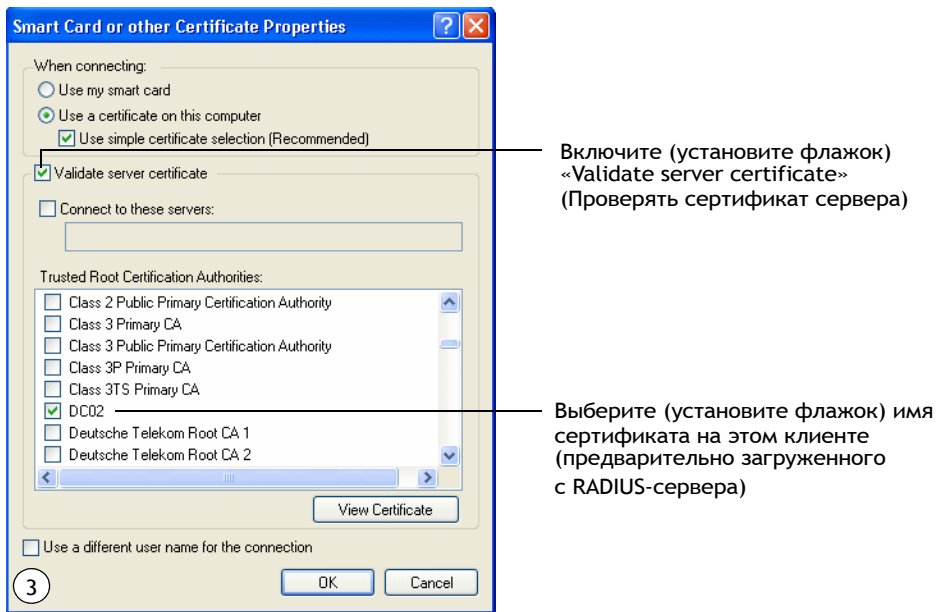 Smart Card or other Certificate Properties
When connecting:
Use my smart card
Use a certificate on this computer
Use simple certificate selection (Recommended)
Validate server certificate
Connect to these servers:
Trusted Root Certification Authorities:
Class 2 Public Primary Certification Authority
Class 3 Primary CA
Class 3 Public Primary Certification Authority
Class 3P Primary CA
Class 3TS Primary CA
DC02
Deutsche Telekom Root CA 1
Deutsche Telekom Root CA 2
View Certificate
Use a different user name for the connection
3
OK
Cancel
Включите (установите флажок)
«Validate server certificate»
(Проверять сертификат сервера)
Выберите (установите флажок) имя
сертификата на этом клиенте
(предварительно загруженного
с RADIUS-сервера)